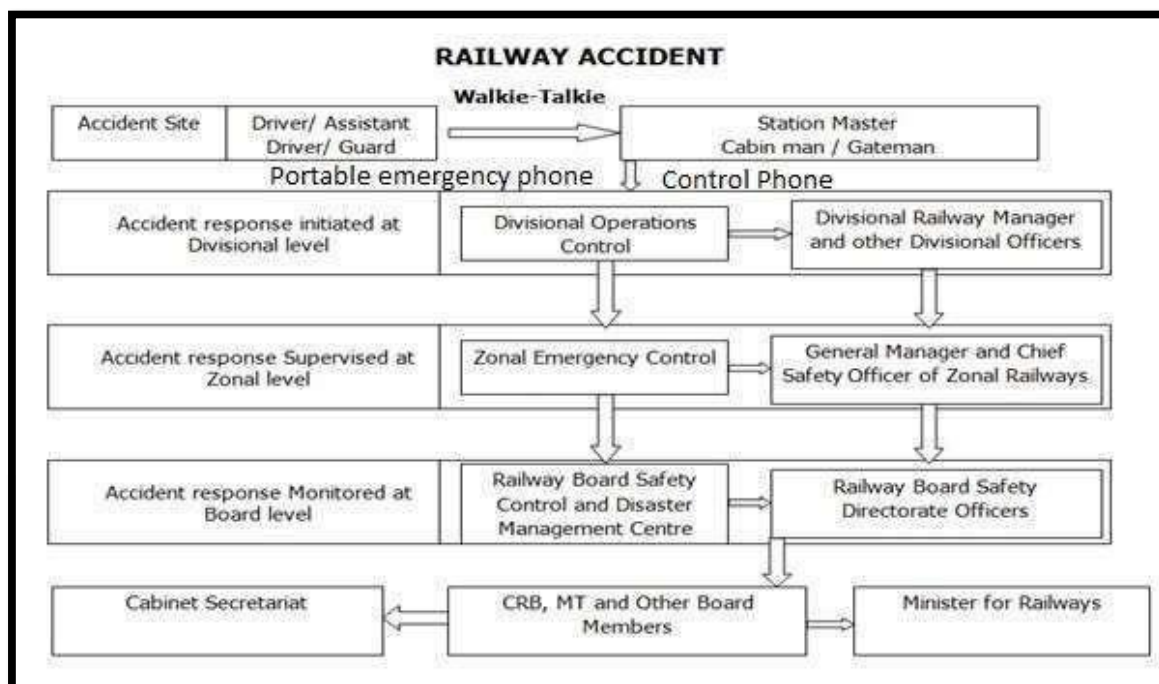 RAILWAY ACCIDENT
Walkie-Talkie
Accident Site
Driver/ Assistant
Driver/ Guard
Station Master
Cabin man / Gateman
Portable emergency phone
Control Phone
Accident response initiated at
Divisional level
Divisional Operations
Control
Divisional Railway Manager
and other Divisional Officers
Accident response Supervised at
Zonal level
Zonal Emergency Control
General Manager and Chief
Safety Officer of Zonal Railways
Accident response Monitored at
Board level
Railway Board Safety
Control and Disaster
Management Centre
Railway Board Safety
Directorate Officers
Cabinet Secretariat
CRB, MT and Other Board
Members
Minister for Railways